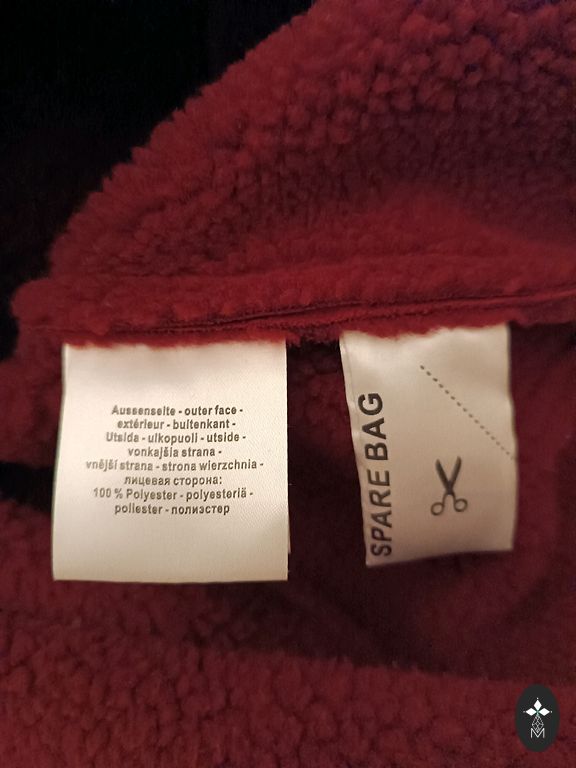 Aussenseite - outer face -
extérieur - buitenkant -
Utsida - ulkopuoli - utside -
vonkajšia strana -
vnější strana - strona wierzchnia -
лицевая сторона:
100 % Polyester - polyesteriä -
poliester - полиэстер
SPARE BAG
M